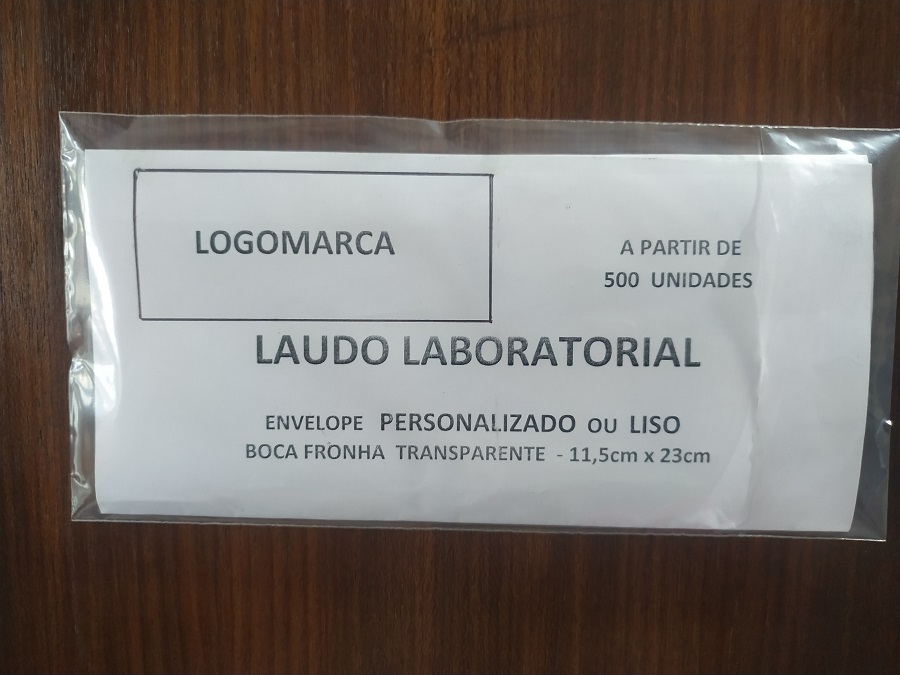 LOGOMARCA
A PARTIR DE
500 UNIDADES
LAUDO LABORATORIAL
ENVELOPE PERSONALIZADO OU LISO
BOCA FRONHA TRANSPARENTE - 11,5cm x 23cm